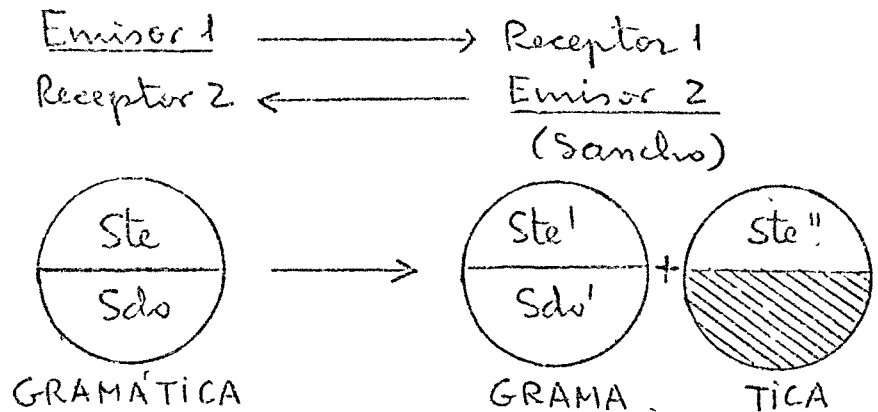 Emisor 1 → Receptor 1
Receptor 2 ← Emisor 2
(Sancho)
Ste Ste' Ste"
Sdo Sdo' +
GRAMÁTICA GRAMA TICA